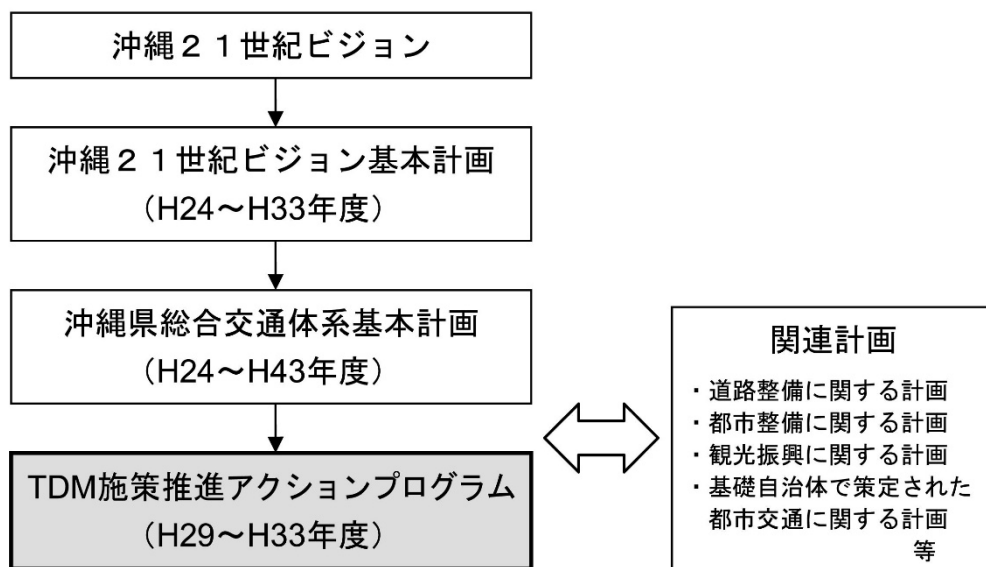 沖縄２１世紀ビジョン
沖縄２１世紀ビジョン基本計画
（H24～H33年度）
沖縄県総合交通体系基本計画
（H24～H43年度）
TDM施策推進アクションプログラム
（H29～H33年度）
関連計画
・道路整備に関する計画
・都市整備に関する計画
・観光振興に関する計画
・基礎自治体で策定された
都市交通に関する計画
等